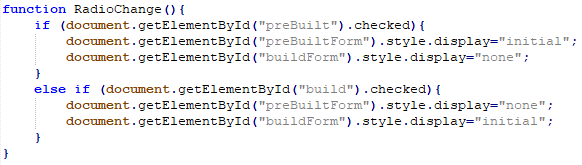 function RadioChange(){
    if (document.getElementById("preBuilt").checked){
        document.getElementById("preBuiltForm").style.display="initial";
        document.getElementById("buildForm").style.display="none";
    }
    else if (document.getElementById("build").checked){
        document.getElementById("preBuiltForm").style.display="none";
        document.getElementById("buildForm").style.display="initial";
    }
}